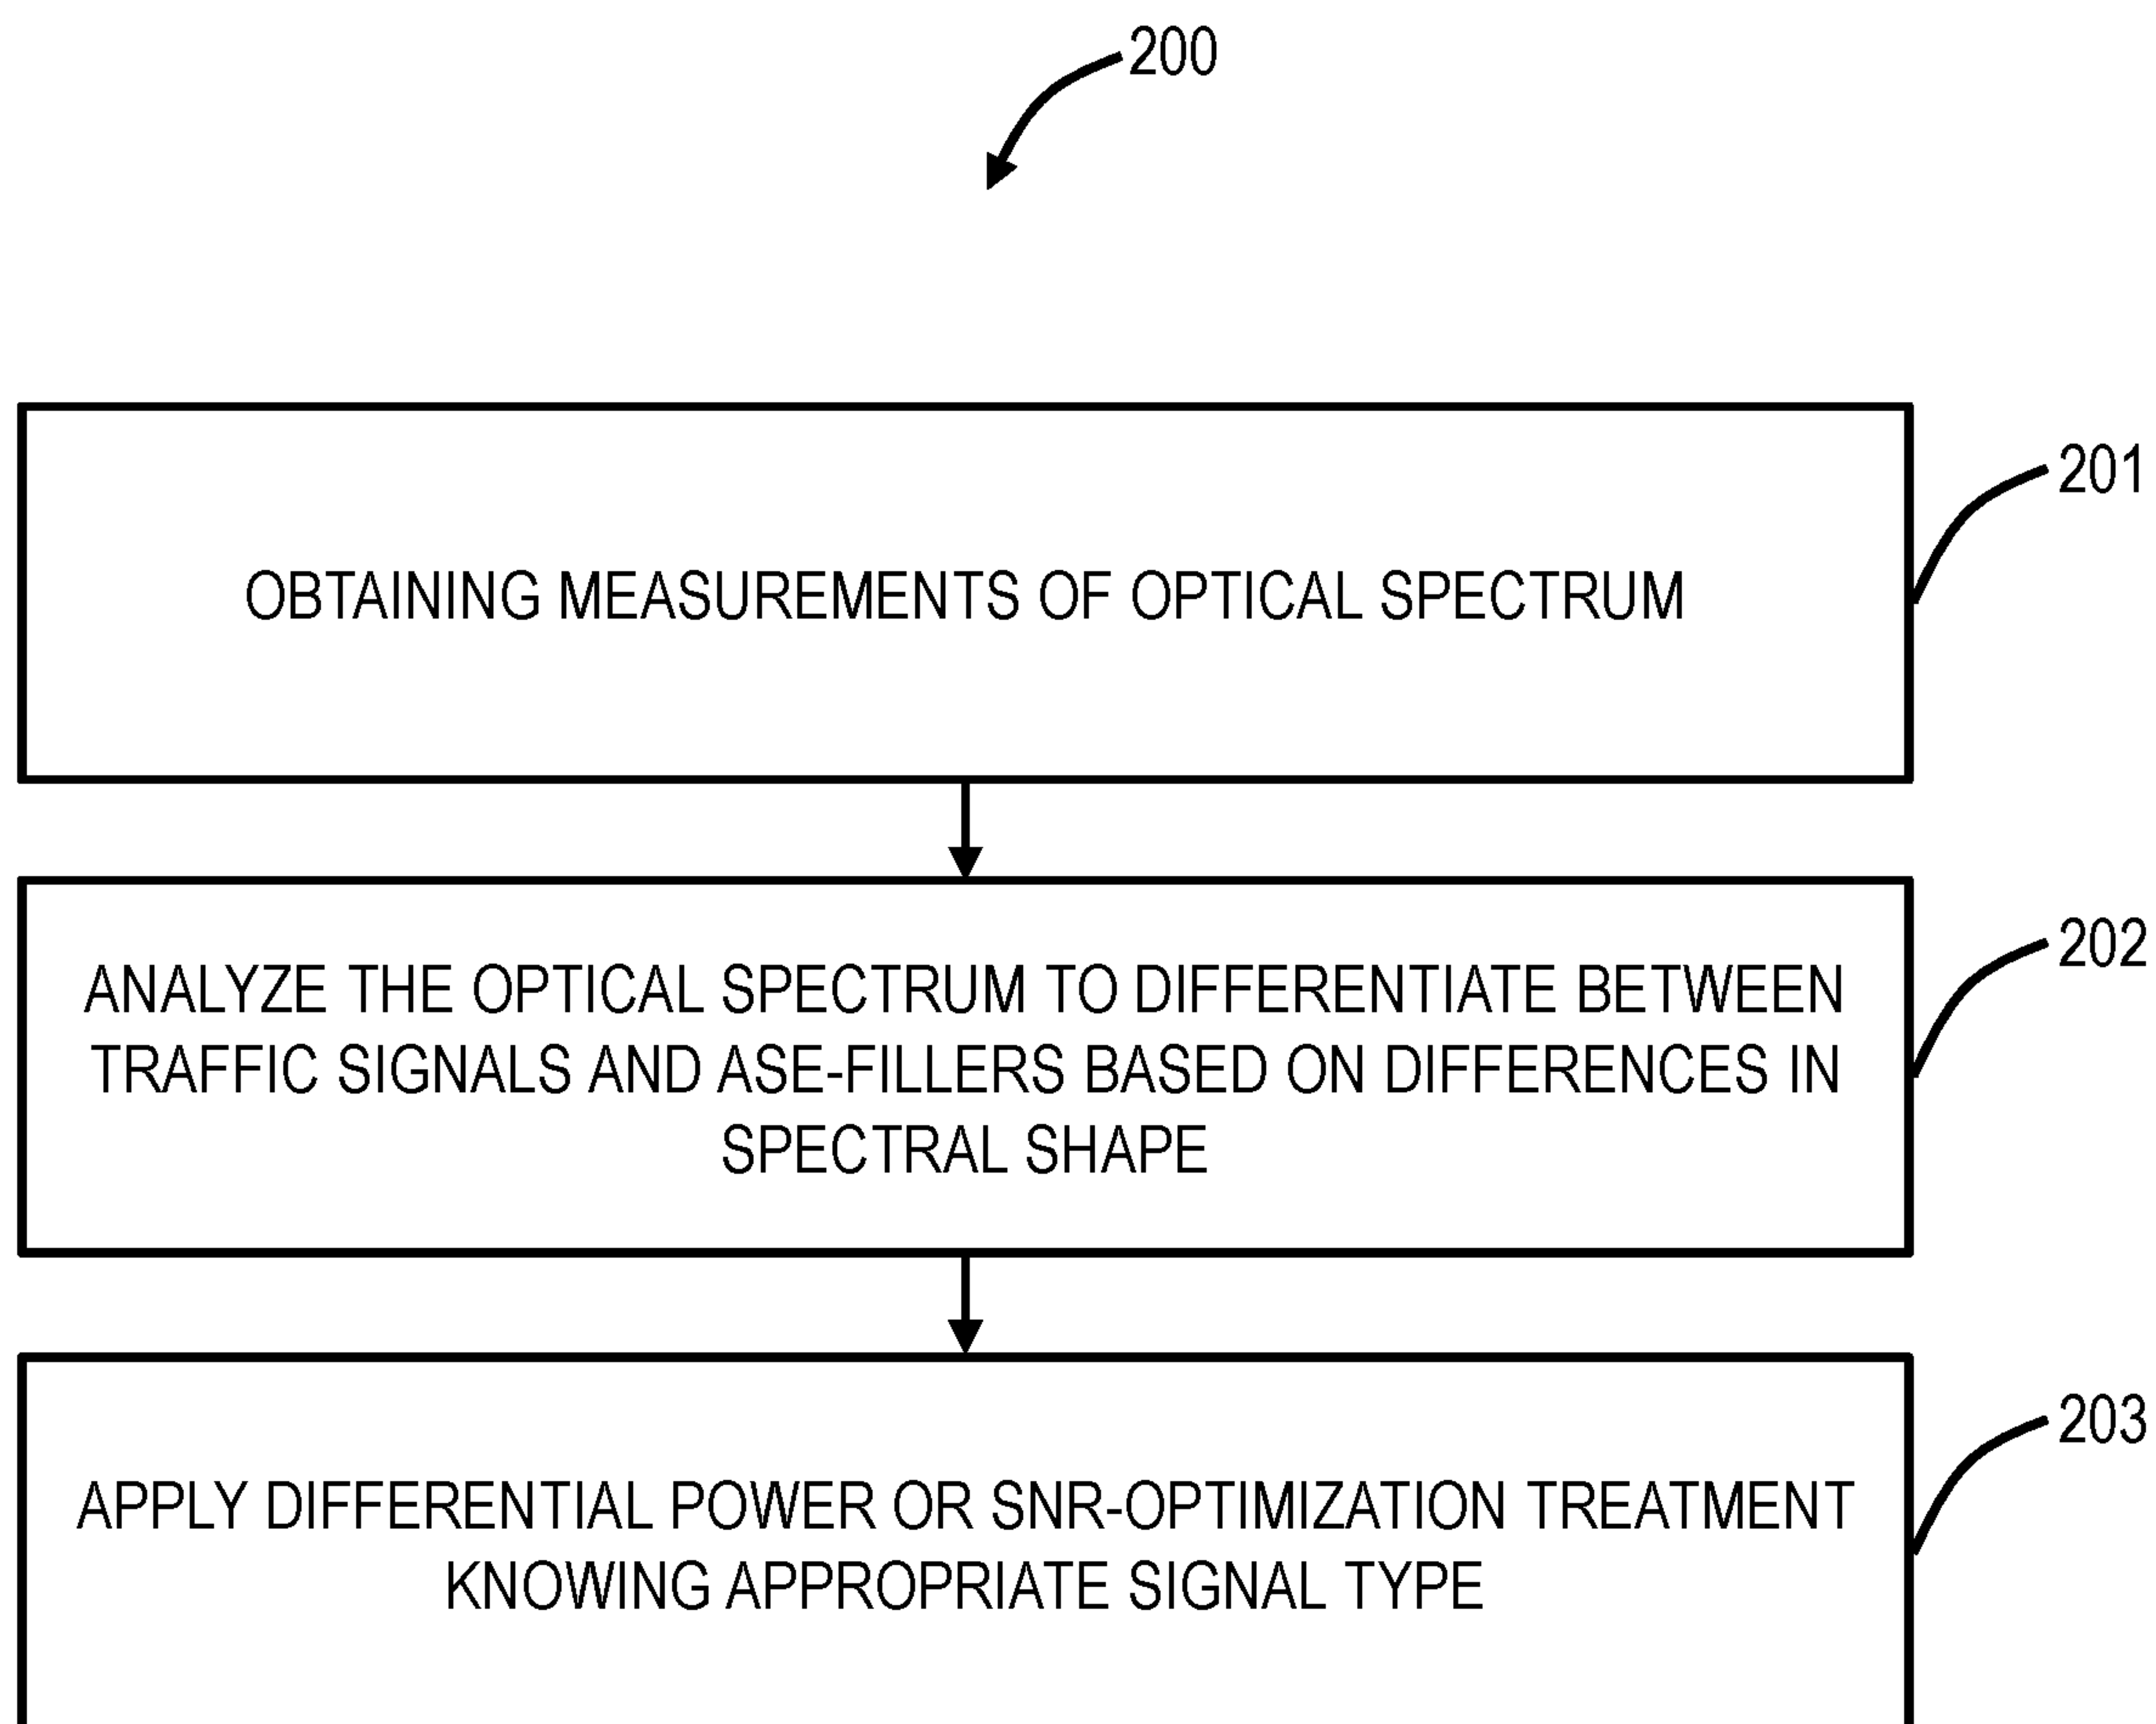 200
201
OBTAINING MEASUREMENTS OF OPTICAL SPECTRUM
202
ANALYZE THE OPTICAL SPECTRUM TO DIFFERENTIATE BETWEEN
TRAFFIC SIGNALS AND ASE-FILLERS BASED ON DIFFERENCES IN
SPECTRAL SHAPE
203
APPLY DIFFERENTIAL POWER OR SNR-OPTIMIZATION TREATMENT
KNOWING APPROPRIATE SIGNAL TYPE